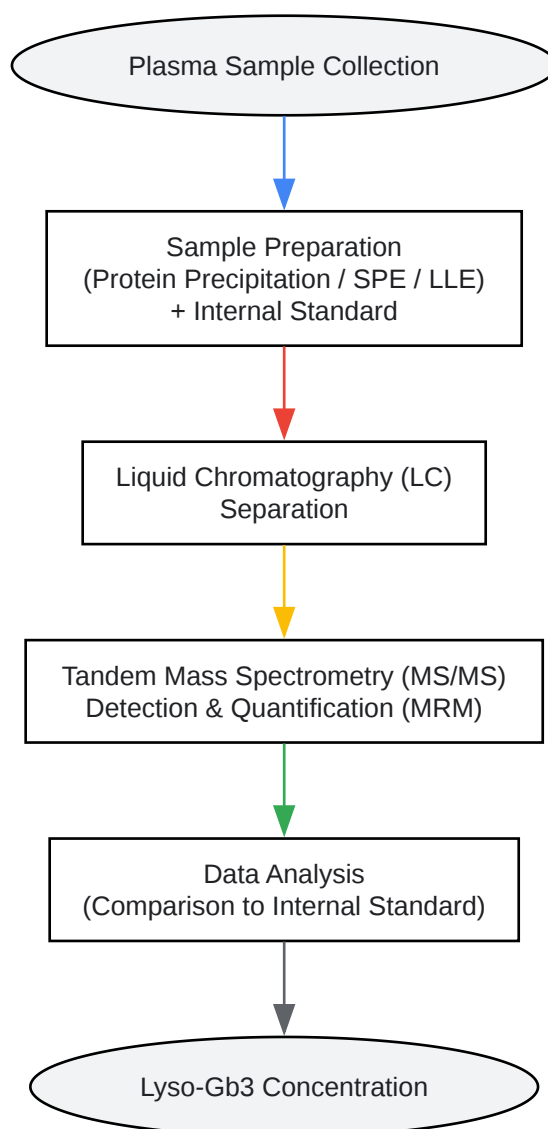 Plasma Sample Collection
Sample Preparation
(Protein Precipitation / SPE / LLE)
+ Internal Standard
Liquid Chromatography (LC)
Separation
Tandem Mass Spectrometry (MS/MS)
Detection & Quantification (MRM)
Data Analysis
(Comparison to Internal Standard)
Lyso-Gb3 Concentration